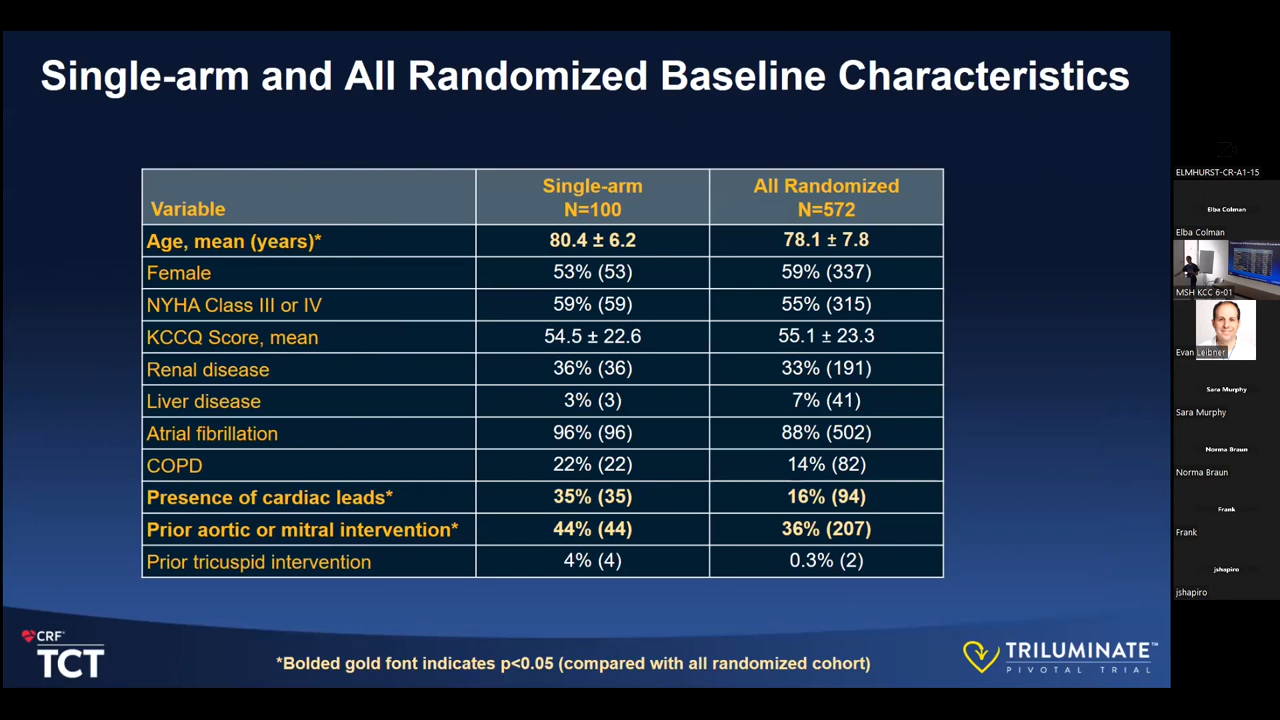 Single-arm and All Randomized Baseline Characteristics
Variable Single-arm N=100 All Randomized N=572
Age, mean (years)* 80.4 ± 6.2 78.1 ± 7.8
Female 53% (53) 59% (337)
NYHA Class III or IV 59% (59) 55% (315)
KCCQ Score, mean 54.5 ± 22.6 55.1 ± 23.3
Renal disease 36% (36) 33% (191)
Liver disease 3% (3) 7% (41)
Atrial fibrillation 96% (96) 88% (502)
COPD 22% (22) 14% (82)
Presence of cardiac leads* 35% (35) 16% (94)
Prior aortic or mitral intervention* 44% (44) 36% (207)
Prior tricuspid intervention 4% (4) 0.3% (2)
CRF
TCT
*Bolded gold font indicates p<0.05 (compared with all randomized cohort)
TRILUMINATE™
PIVOTAL TRIAL
ELMHURST-CR-A1-15
Elba Colman
Elba Colman
MSH KCC 6-01
Evan Leibner
Sara Murphy
Sara Murphy
Norma Braun
Norma Braun
Frank
Frank
jshapiro
jshapiro